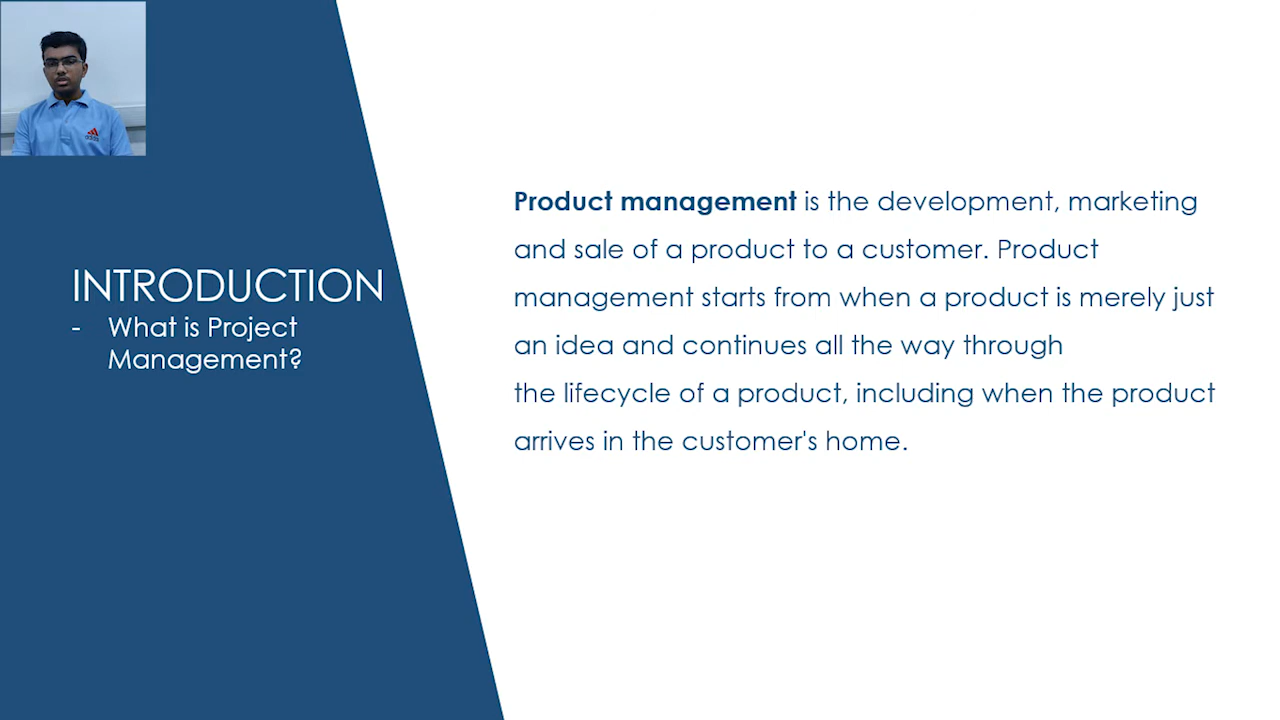 INTRODUCTION
- What is Project
Management?
Product management is the development, marketing
and sale of a product to a customer. Product
management starts from when a product is merely just
an idea and continues all the way through
the lifecycle of a product, including when the product
arrives in the customer's home.